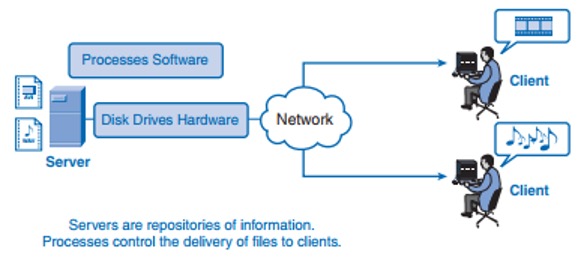 Processes Software
Disk Drives Hardware
Server
Network
Client
Client
Servers are repositories of information.
Processes control the delivery of files to clients.